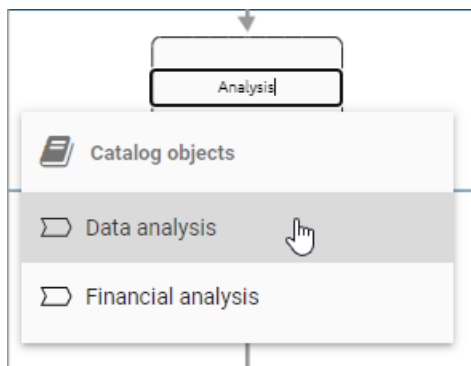 Analysis
Catalog objects
Data analysis
Financial analysis